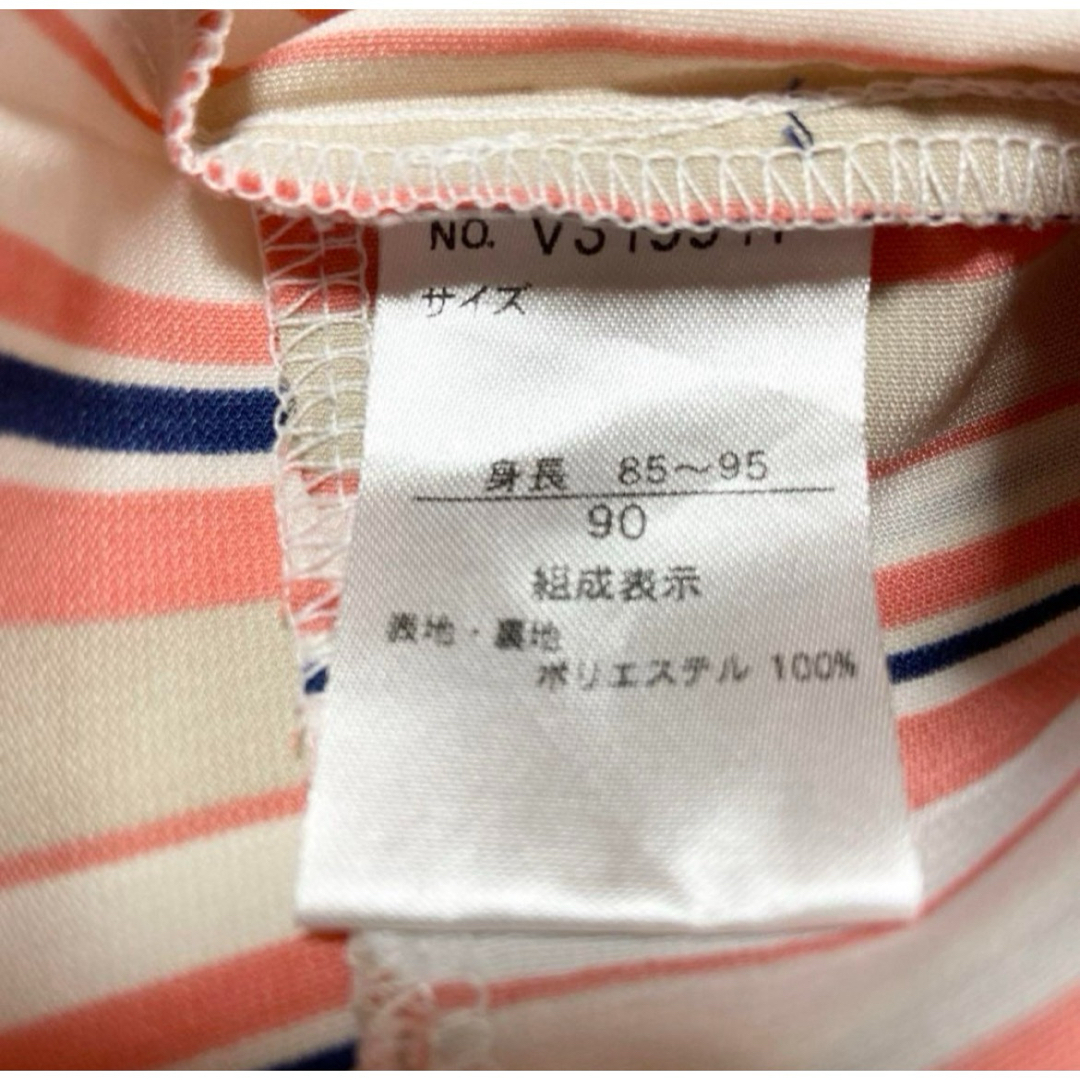 NO.
サイズ
身長 85～95
90
組成表示
表地・裏地
ポリエステル 100%